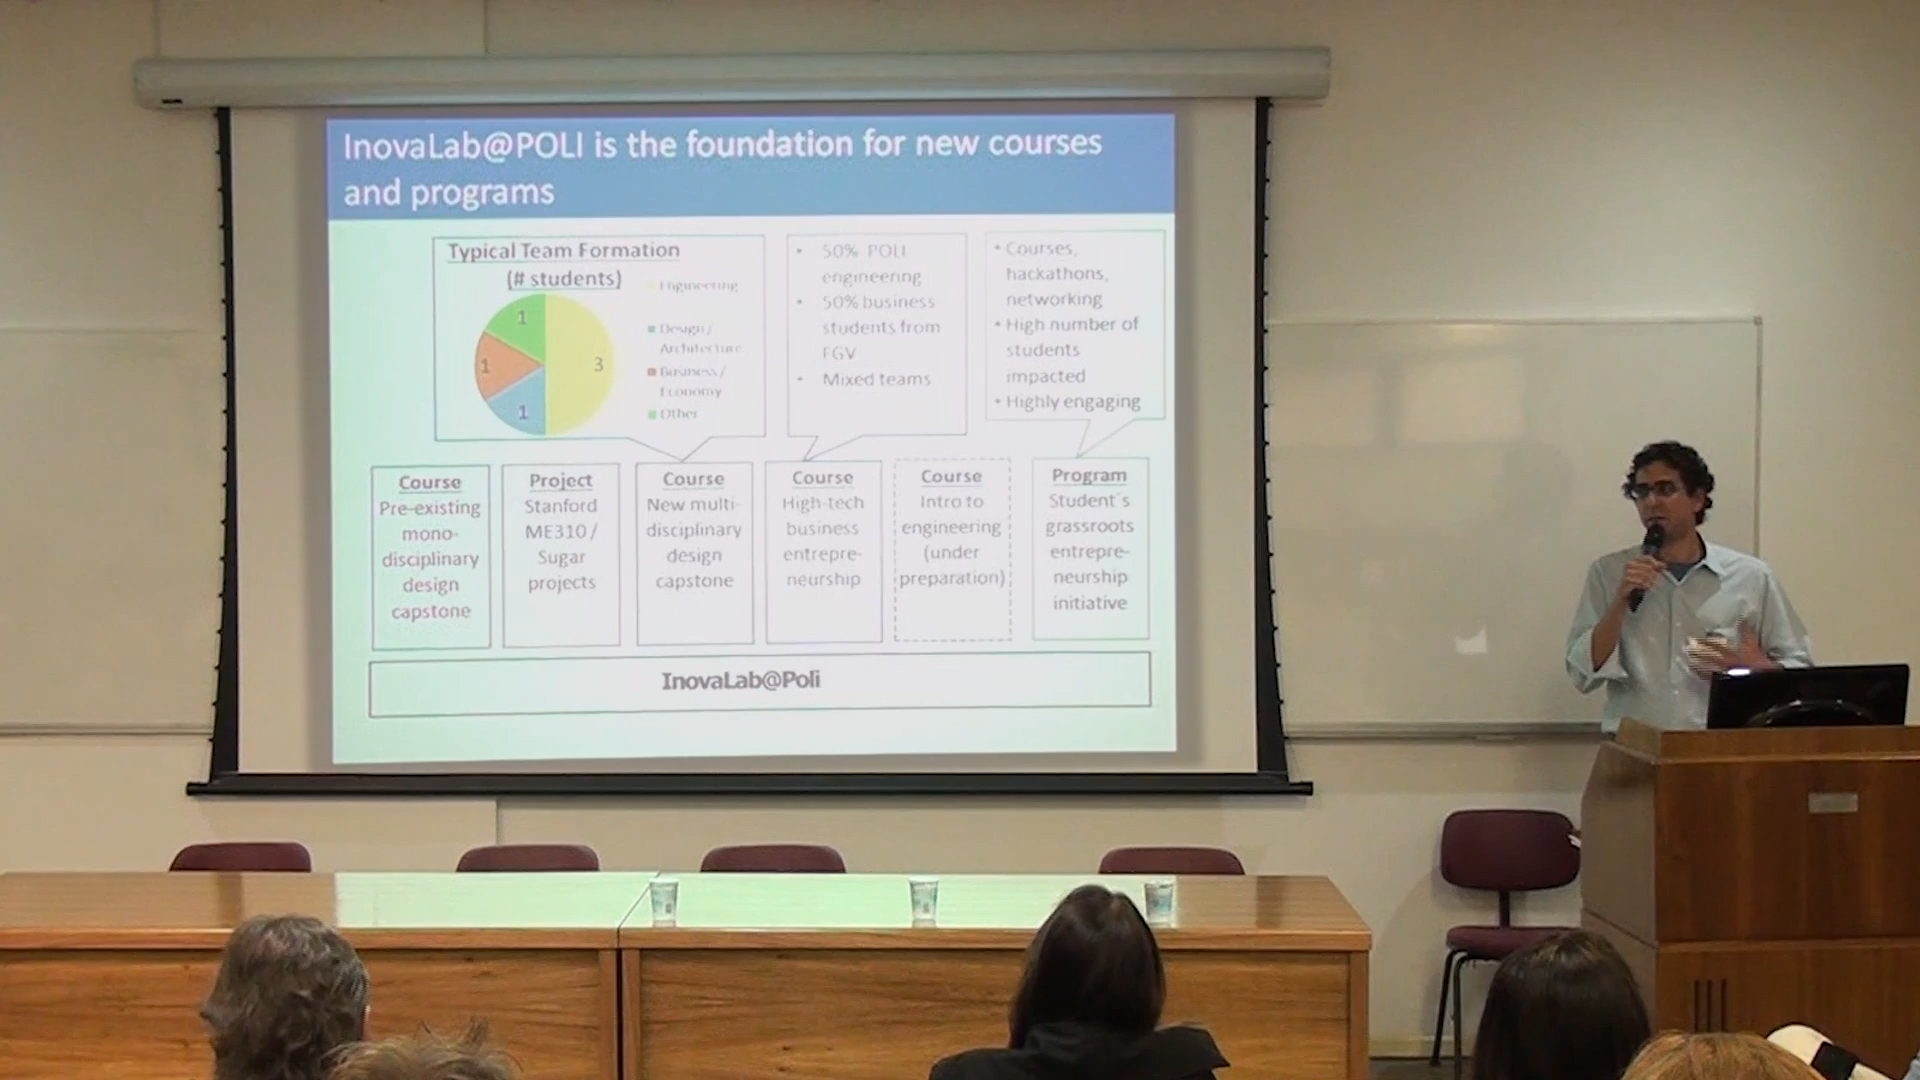 InovaLab@POLI is the foundation for new courses
and programs
Typical Team Formation
(# students)
1
1
1
3
Engineering
Design /
Architecture
Business /
Economy
Other
• 50% POLI
engineering
• 50% business
students from
FGV
• Mixed teams
• Courses,
hackathons,
networking
• High number of
students
impacted
• Highly engaging
Course
Pre-existing
mono-
disciplinary
design
capstone
Project
Stanford
ME310 /
Sugar
projects
Course
New multi-
disciplinary
design
capstone
Course
High-tech
business
entrepre-
neurship
Course
Intro to
engineering
(under
preparation)
Program
Student´s
grassroots
entrepre-
neurship
initiative
InovaLab@Poli